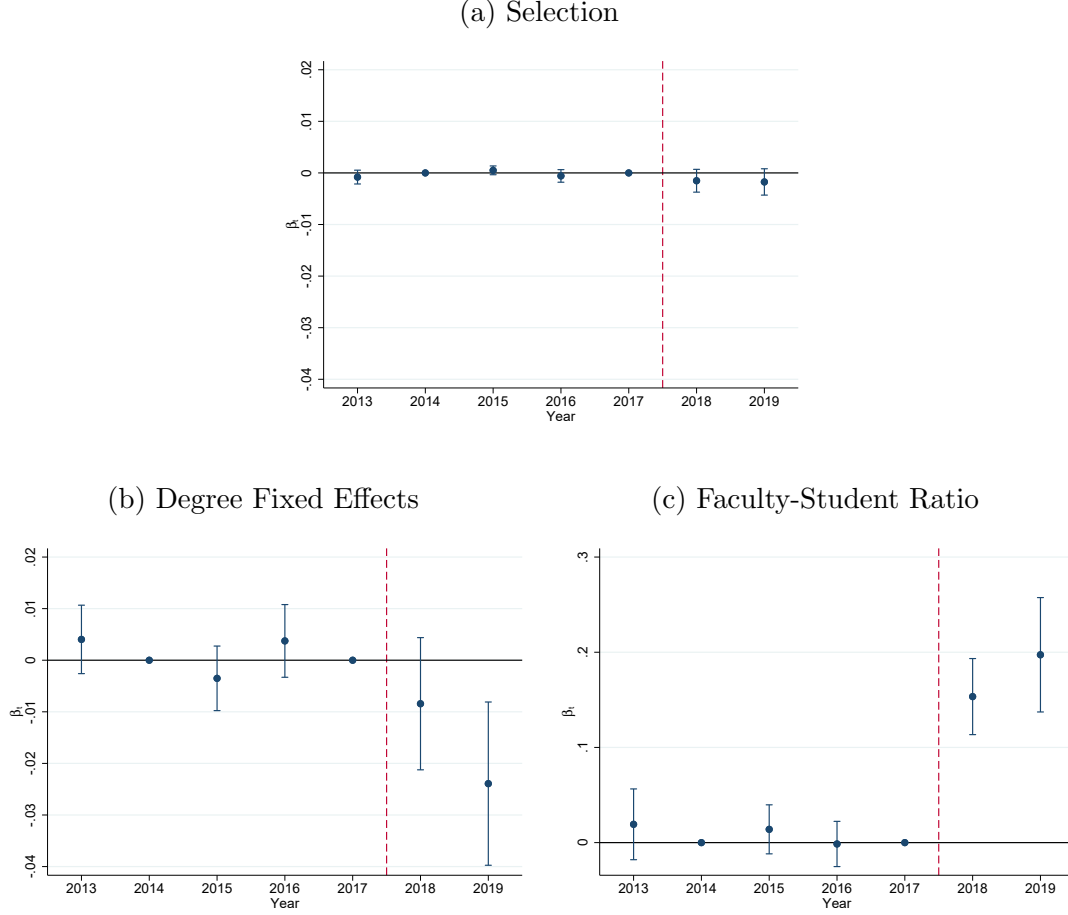 (a) Selection
.02
.01
0
-.01
-.02
-.03
-.04
βt
2013 2014 2015 2016 2017 2018 2019
Year
(b) Degree Fixed Effects
.02
.01
0
-.01
-.02
-.03
-.04
βt
2013 2014 2015 2016 2017 2018 2019
Year
(c) Faculty-Student Ratio
.3
.2
.1
0
βt
2013 2014 2015 2016 2017 2018 2019
Year